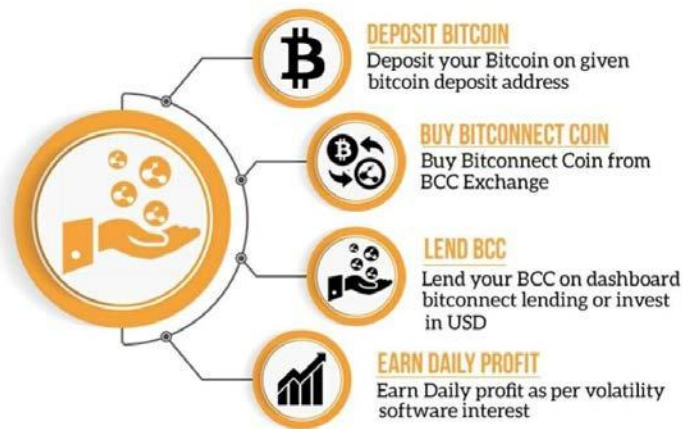 DEPOSIT BITCOIN
Deposit your Bitcoin on given
bitcoin deposit address
BUY BITCONNECT COIN
Buy Bitconnect Coin from
BCC Exchange
LEND BCC
Lend your BCC on dashboard
bitconnect lending or invest
in USD
EARN DAILY PROFIT
Earn Daily profit as per volatility
software interest